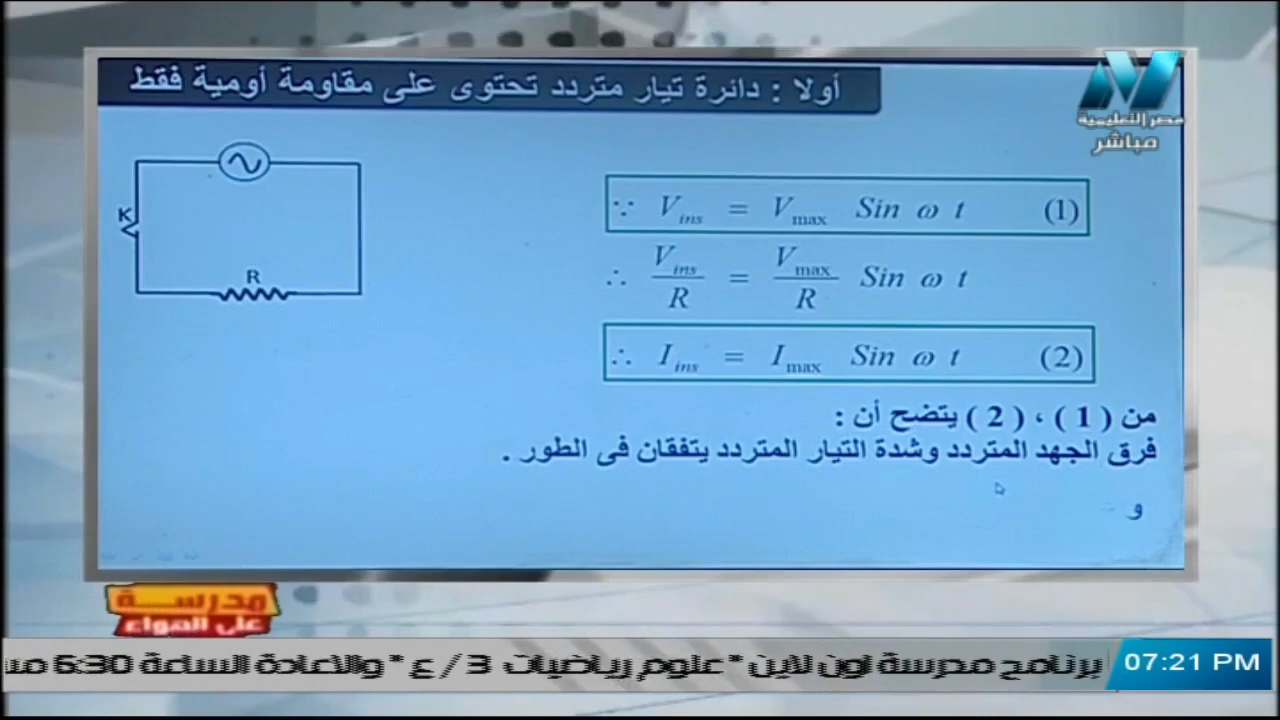 أولا : دائرة تيار متردد تحتوى على مقاومة أومية فقط
مصر التعليمية
مباشر
K
R
∵ V_ins = V_max Sin ω t (1)
∴ V_ins / R = V_max / R Sin ω t
∴ I_ins = I_max Sin ω t (2)
من ( 1 ) ، ( 2 ) يتضح أن :
فرق الجهد المتردد وشدة التيار المتردد يتفقان فى الطور .
و
مدرسة
على الهواء
برنامج مدرسة اون لاين " علوم رياضيات 3 / ع " والاعادة الساعة 6:30
07:21 PM